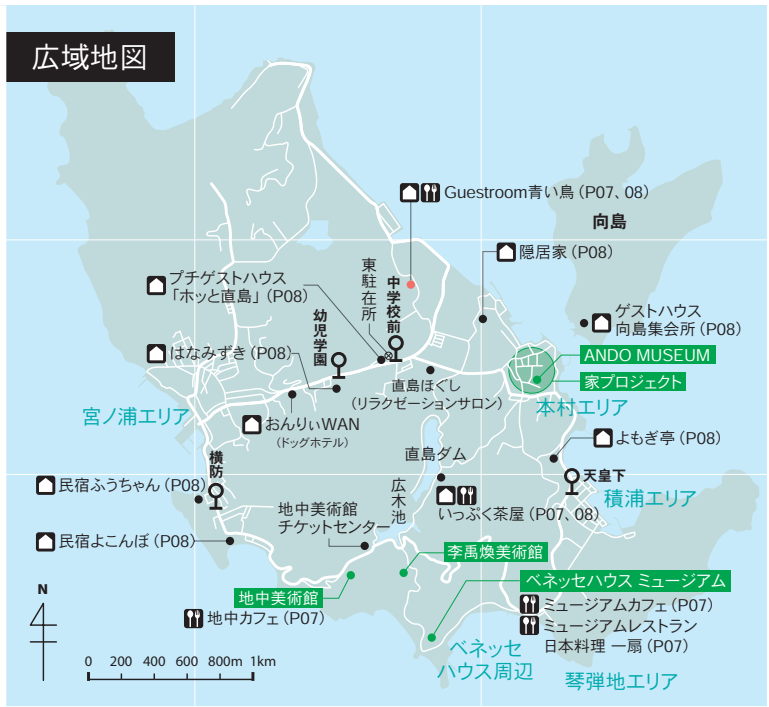 広域地図
Guestroom青い鳥（P07、08）
向島
隠居家（P08）
プチゲストハウス
「ホッと直島」（P08）
東駐在所
中学校前
幼児学園
ゲストハウス
向島集会所（P08）
はなみずき（P08）
ANDO MUSEUM
家プロジェクト
直島ほぐし
（リラクゼーションサロン）
本村エリア
宮ノ浦エリア
おんりぃWAN
（ドッグホテル）
よもぎ亭（P08）
直島ダム
横防
天皇下
民宿ふうちゃん（P08）
広木池
積浦エリア
いっぷく茶屋（P07、08）
地中美術館
チケットセンター
民宿よこんぼ（P08）
李禹煥美術館
ベネッセハウス ミュージアム
地中美術館
地中カフェ（P07）
ミュージアムカフェ（P07）
ミュージアムレストラン
日本料理 一扇（P07）
ベネッセ
ハウス周辺
琴弾地エリア
N
0 200 400 600 800m 1km